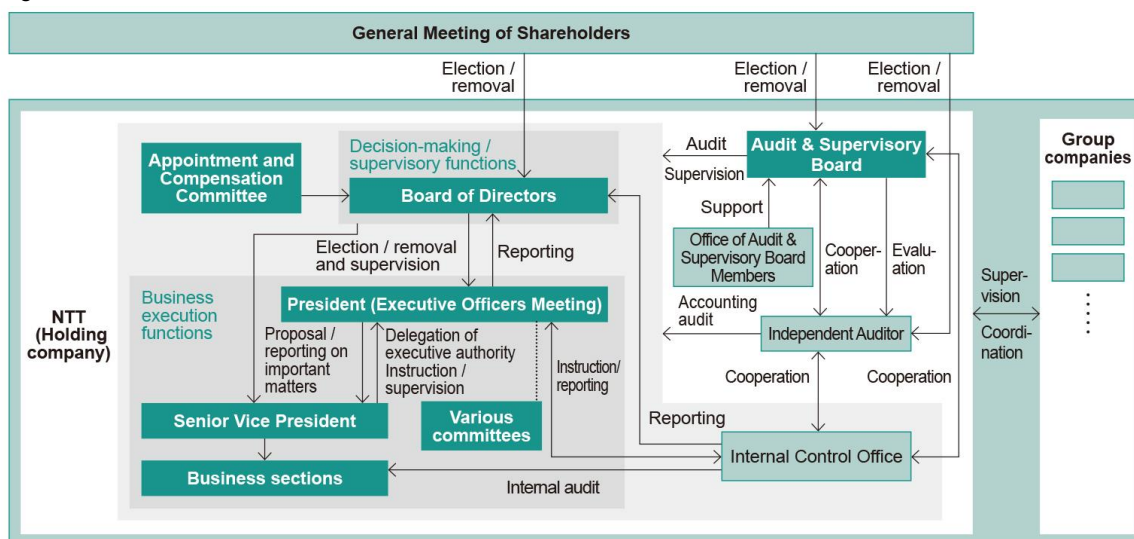 General Meeting of Shareholders
Election /
removal
Election /
removal
Election /
removal
NTT
(Holding
company)
Appointment and
Compensation
Committee
Decision-making /
supervisory functions
Board of Directors
Audit
Supervision
Audit & Supervisory
Board
Support
Office of Audit &
Supervisory Board
Members
Cooper-
ation
Evalu-
ation
Election / removal
and supervision
Reporting
Business
execution
functions
President (Executive Officers Meeting)
Accounting
audit
Independent Auditor
Proposal /
reporting on
important
matters
Delegation of
executive authority
Instruction /
supervision
Instruction/
reporting
Cooperation
Cooperation
Senior Vice President
Various
committees
Reporting
Internal Control Office
Business sections
Internal audit
Super-
vision
Coordi-
nation
Group
companies